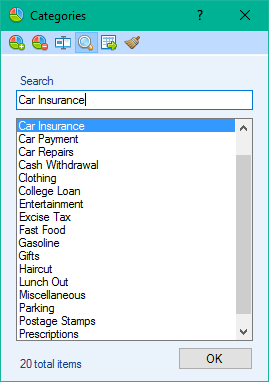 Categories
?
Search
Car Insurance
Car Insurance
Car Payment
Car Repairs
Cash Withdrawal
Clothing
College Loan
Entertainment
Excise Tax
Fast Food
Gasoline
Gifts
Haircut
Lunch Out
Miscellaneous
Parking
Postage Stamps
Prescriptions
20 total items
OK